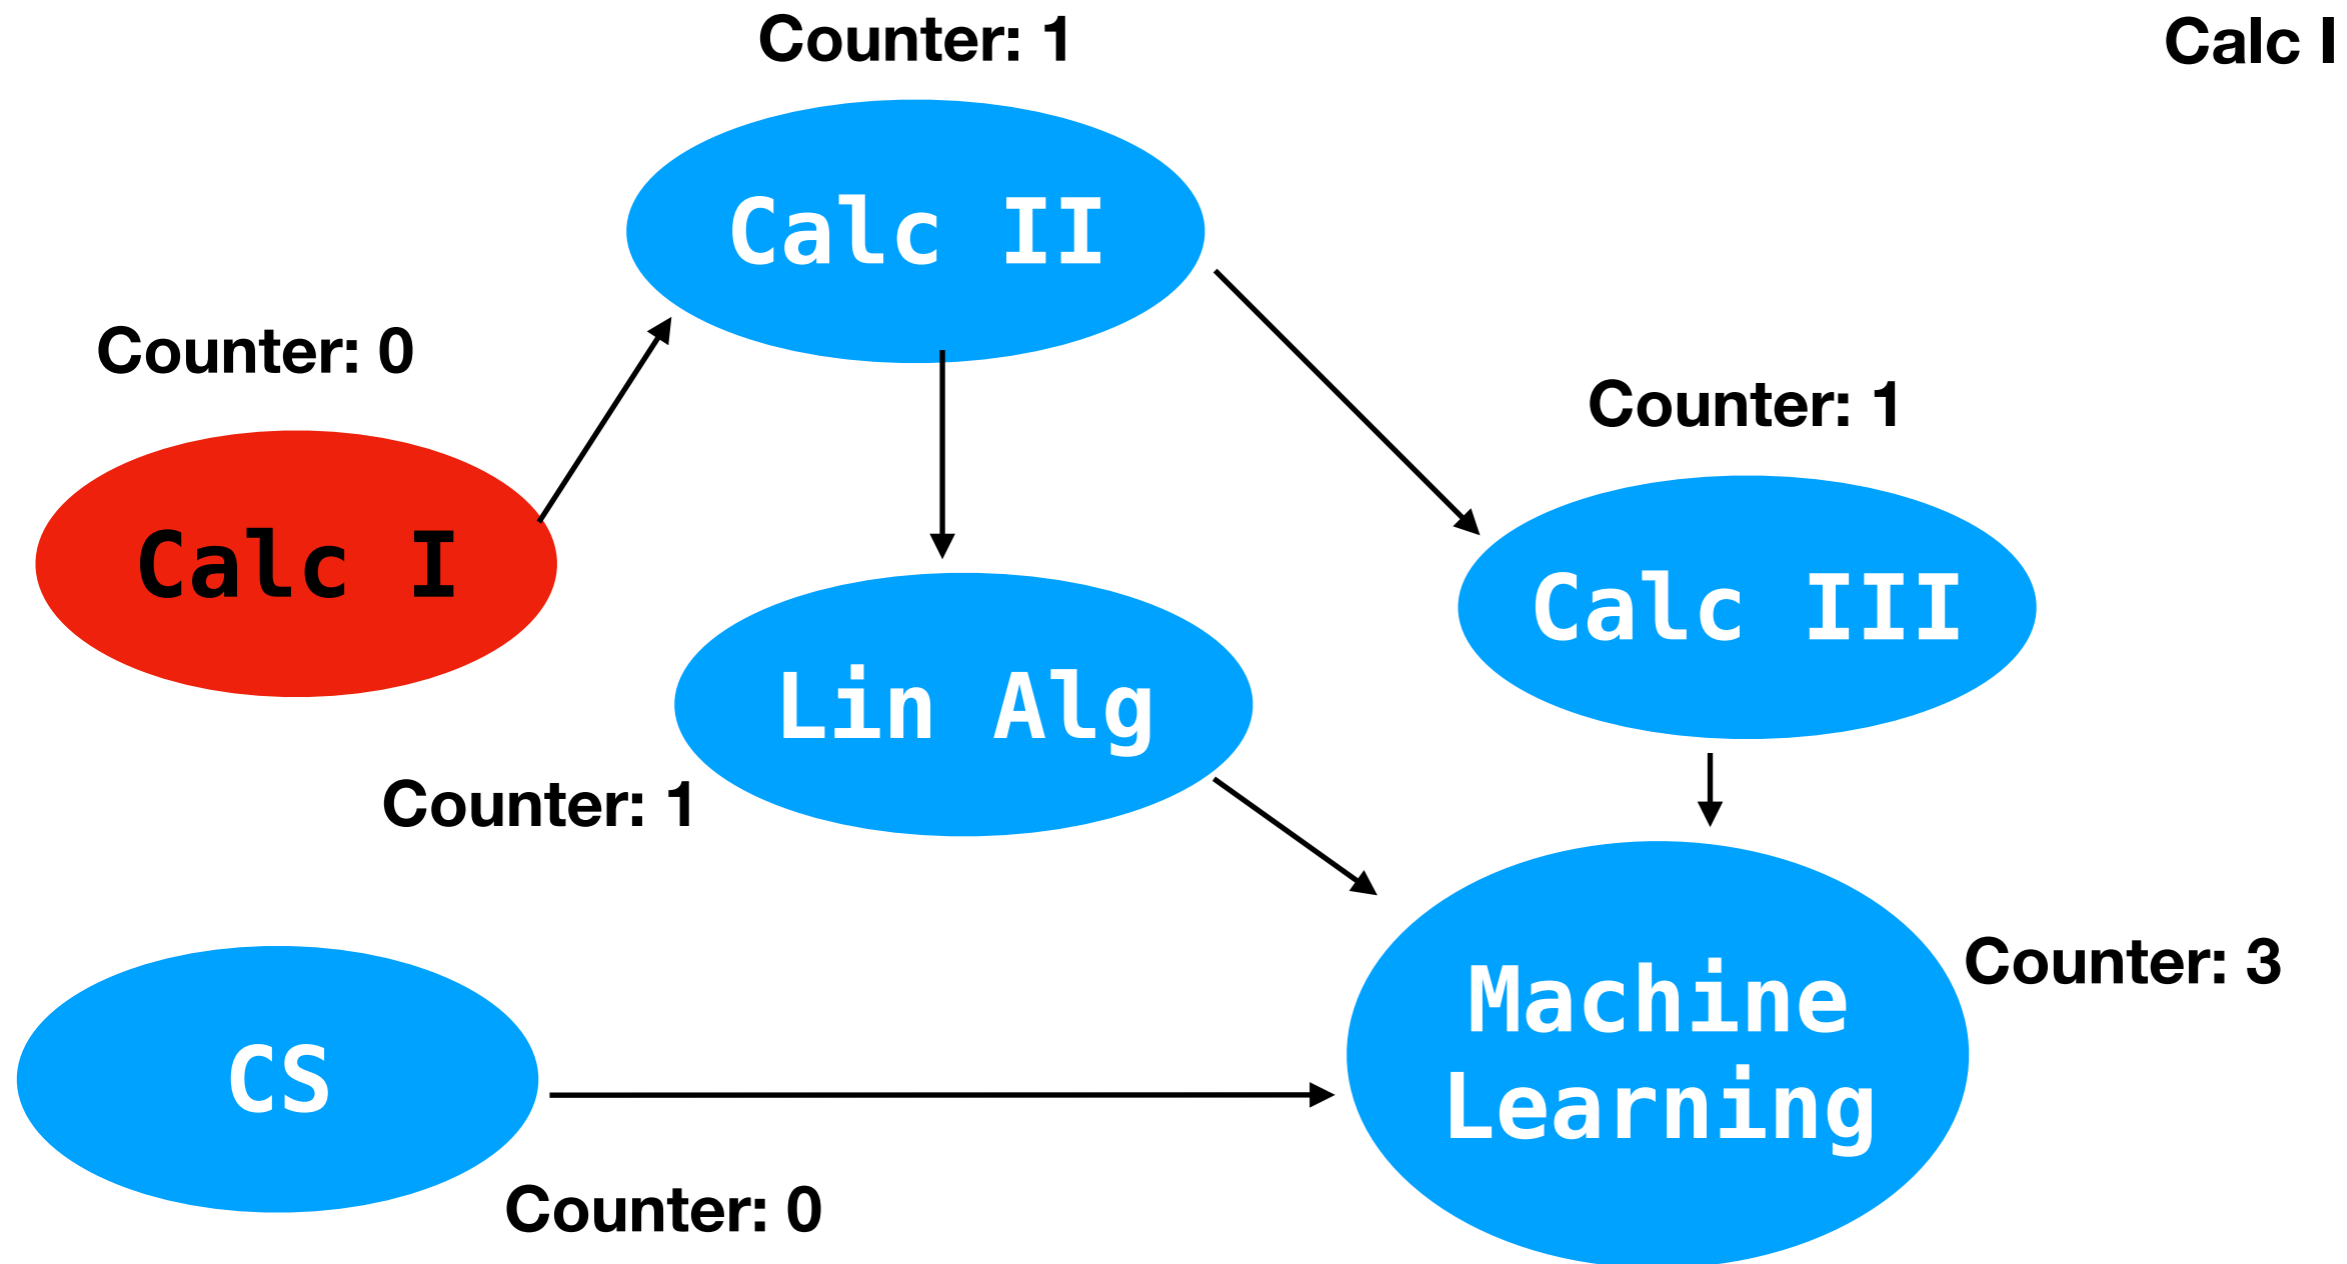 Counter: 1
Calc I
Calc II
Counter: 0
Counter: 1
Calc I
Calc III
Lin Alg
Counter: 1
Counter: 3
Machine
Learning
CS
Counter: 0